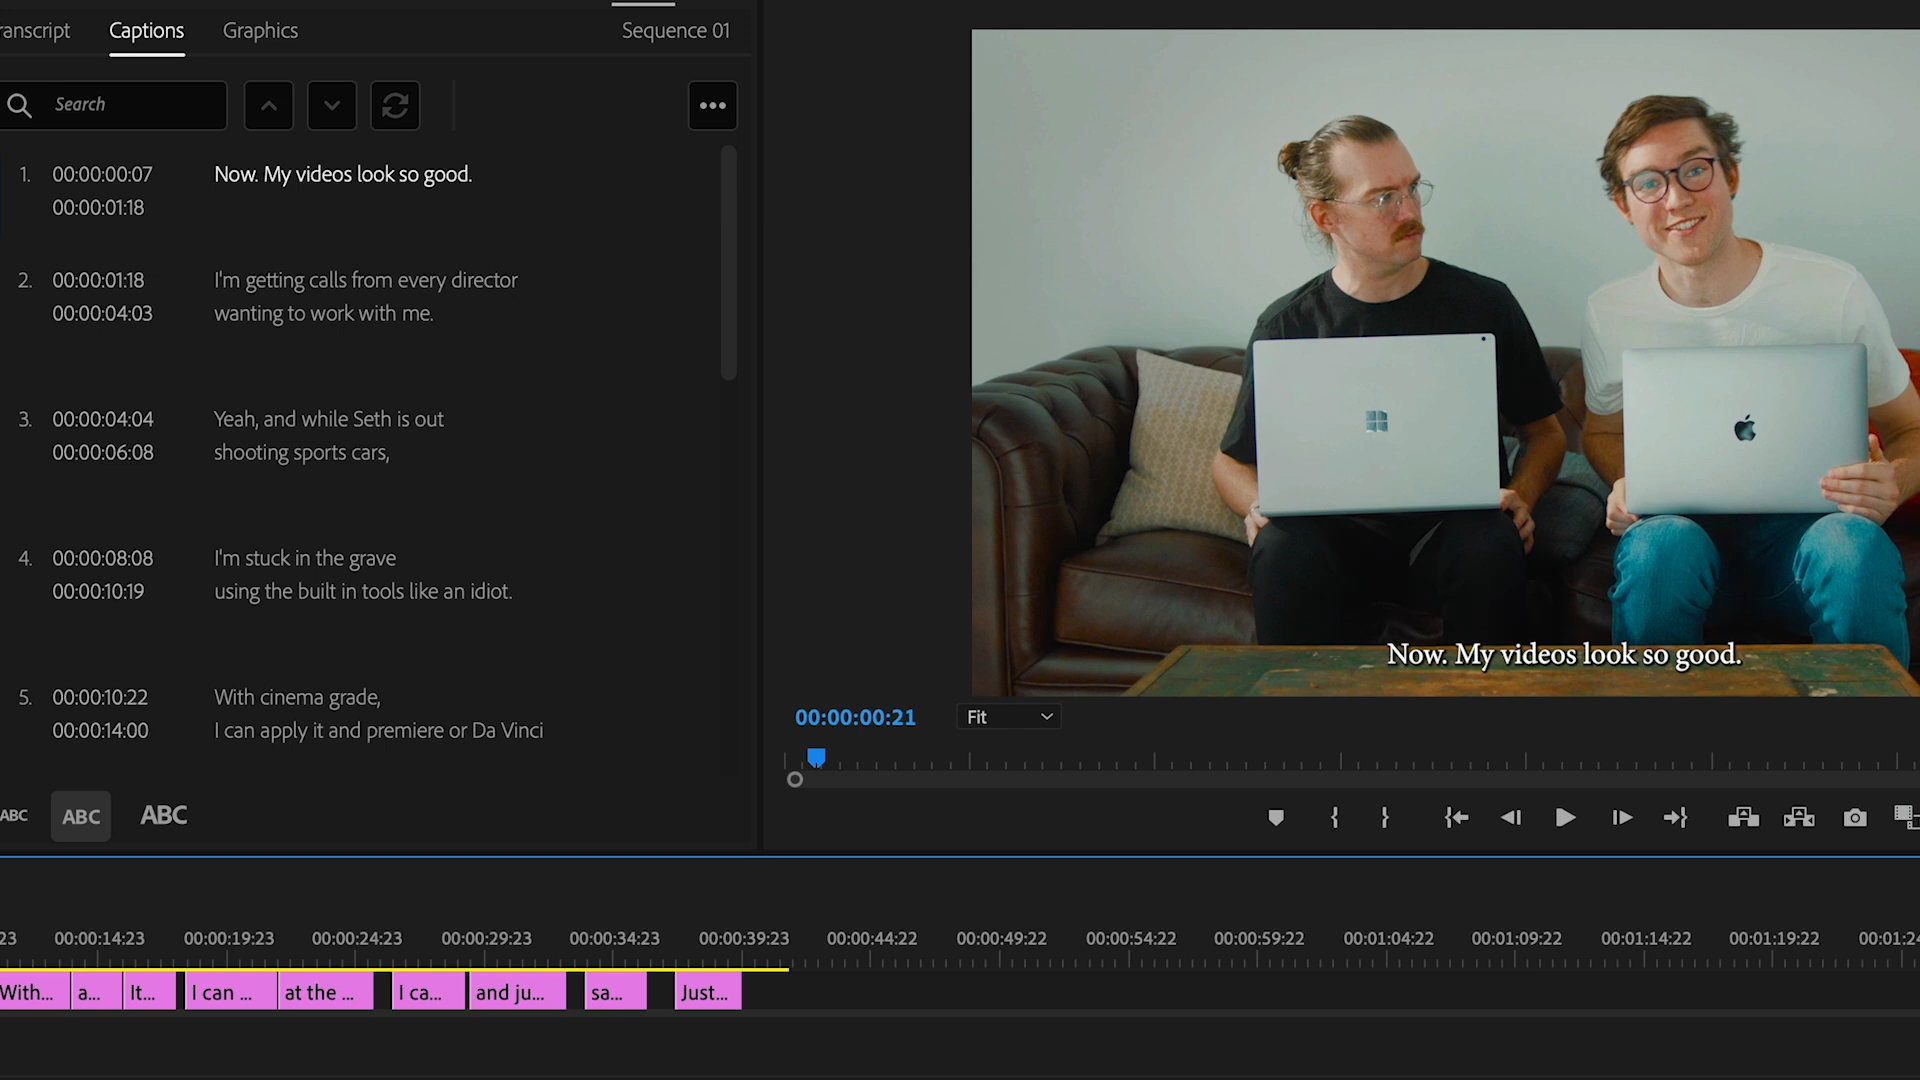 ranscript Captions Graphics Sequence 01
Search
1. 00:00:00:07 Now. My videos look so good.
00:00:01:18
2. 00:00:01:18 I'm getting calls from every director
00:00:04:03 wanting to work with me.
3. 00:00:04:04 Yeah, and while Seth is out
00:00:06:08 shooting sports cars,
4. 00:00:08:08 I'm stuck in the grave
00:00:10:19 using the built in tools like an idiot.
5. 00:00:10:22 With cinema grade,
00:00:14:00 I can apply it and premiere or Da Vinci
ABC ABC ABC
Now. My videos look so good.
00:00:00:21 Fit
23 00:00:14:23 00:00:19:23 00:00:24:23 00:00:29:23 00:00:34:23 00:00:39:23 00:00:44:22 00:00:49:22 00:00:54:22 00:00:59:22 00:01:04:22 00:01:09:22 00:01:14:22 00:01:19:22 00:01:24
With... a... It... I can ... at the ... I ca... and ju... sa... Just...